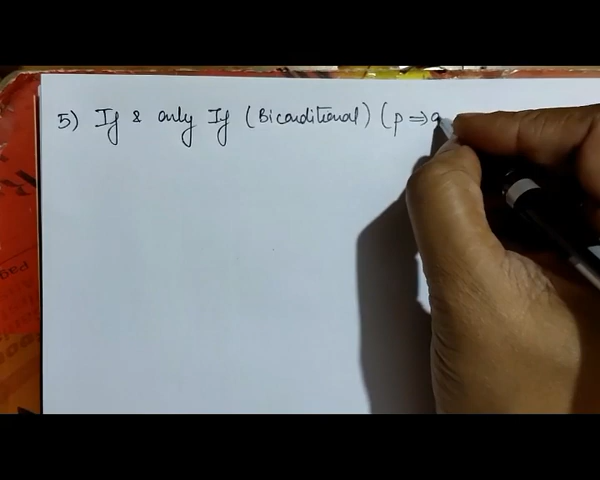 5) If & only If (Biconditional) (p ⇒ q